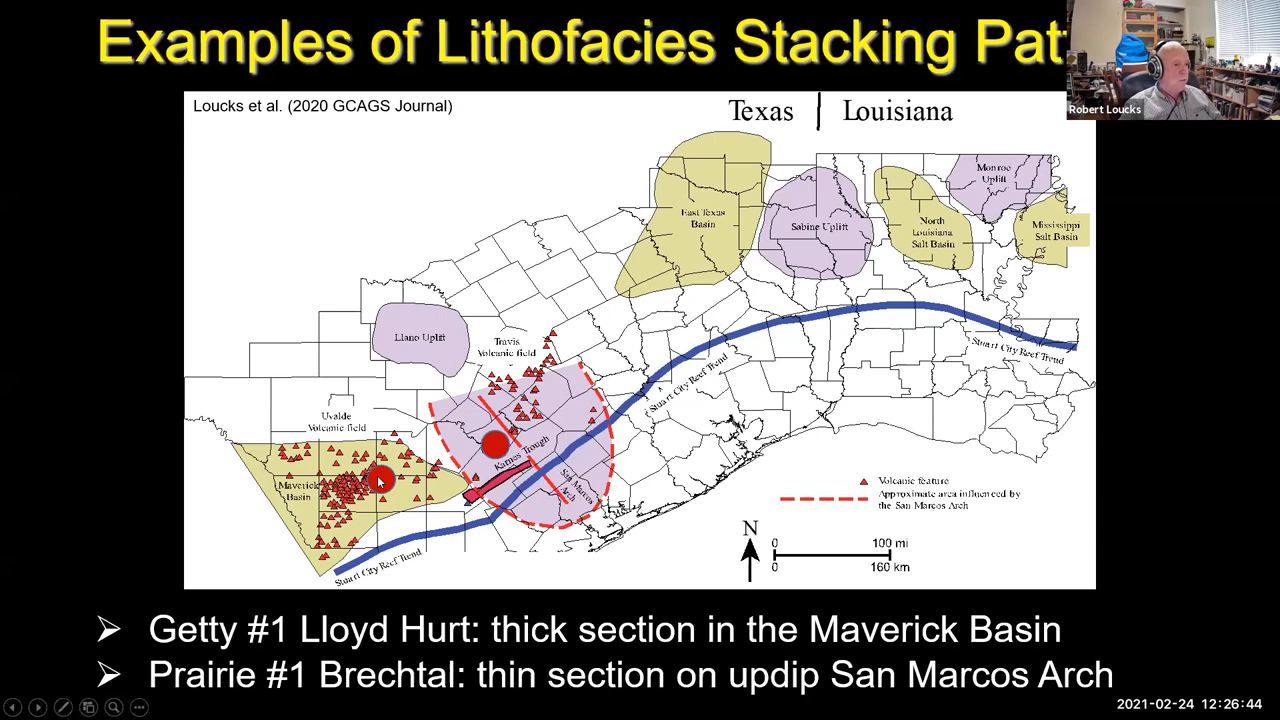 Examples of Lithofacies Stacking Pat
Robert Loucks
Loucks et al. (2020 GCAGS Journal)
Texas
Louisiana
Monroe
Uplift
East Texas
Basin
Sabine Uplift
North
Louisiana
Salt Basin
Mississippi
Salt Basin
Llano Uplift
Travis
Volcanic field
Stuart City Reef Trend
Stuart City Reef Trend
Uvalde
Volcanic field
Karnes Trough
San Marcos
Arch
Maverick
Basin
Stuart City Reef Trend
Volcanic feature
Approximate area influenced by
the San Marcos Arch
N
0 100 mi
0 160 km
Getty #1 Lloyd Hurt: thick section in the Maverick Basin
Prairie #1 Brechtal: thin section on updip San Marcos Arch
2021-02-24 12:26:44